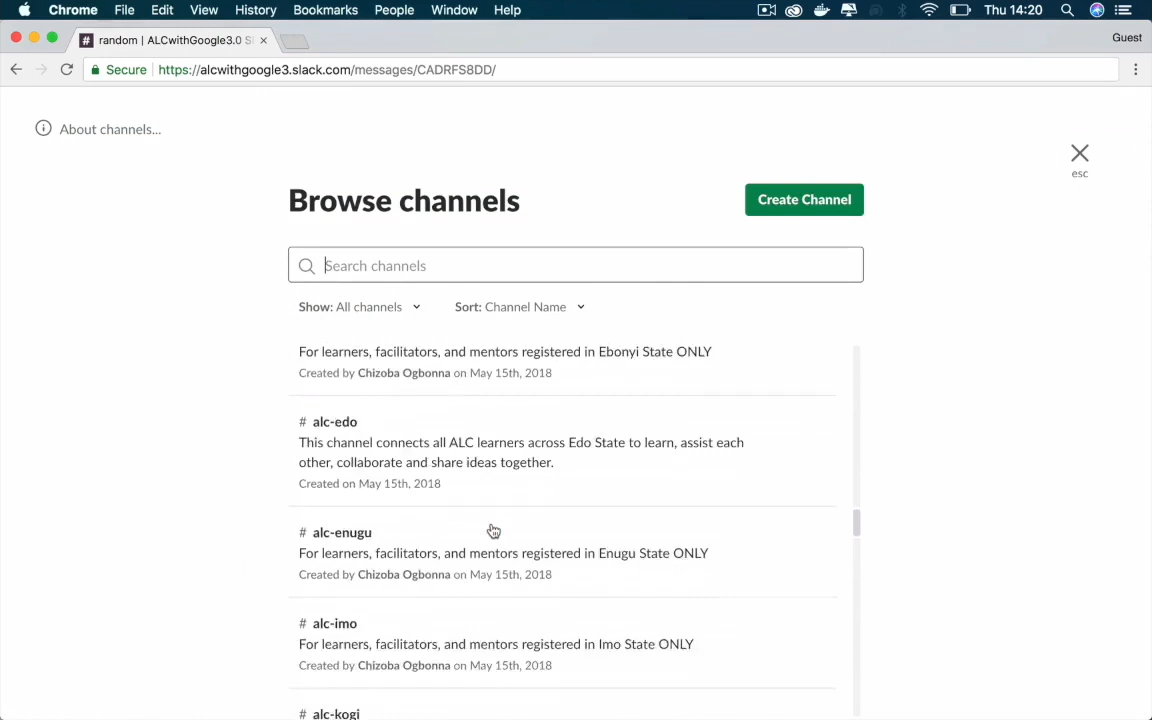 Chrome File Edit View History Bookmarks People Window Help Thu 14:20
# random | ALCwithGoogle3.0 S Guest
Secure https://alcwithgoogle3.slack.com/messages/CADRFS8DD/
About channels...
esc
Browse channels Create Channel
Search channels
Show: All channels Sort: Channel Name
For learners, facilitators, and mentors registered in Ebonyi State ONLY
Created by Chizoba Ogbonna on May 15th, 2018
# alc-edo
This channel connects all ALC learners across Edo State to learn, assist each
other, collaborate and share ideas together.
Created on May 15th, 2018
# alc-enugu
For learners, facilitators, and mentors registered in Enugu State ONLY
Created by Chizoba Ogbonna on May 15th, 2018
# alc-imo
For learners, facilitators, and mentors registered in Imo State ONLY
Created by Chizoba Ogbonna on May 15th, 2018
# alc-kogi